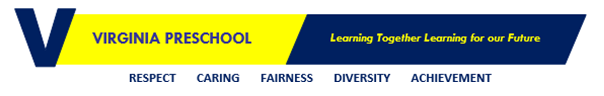 V VIRGINIA PRESCHOOL Learning Together Learning for our Future
RESPECT CARING FAIRNESS DIVERSITY ACHIEVEMENT